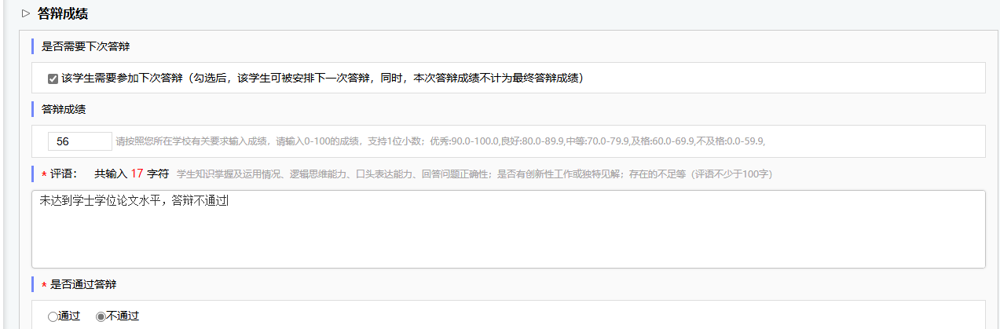 答辩成绩
是否需要下次答辩
该学生需要参加下次答辩（勾选后，该学生可被安排下一次答辩，同时，本次答辩成绩不计为最终答辩成绩）
答辩成绩
56 请按照您所在学校有关要求输入成绩，请输入0-100的成绩，支持1位小数；优秀:90.0-100.0,良好:80.0-89.9,中等:70.0-79.9,及格:60.0-69.9,不及格:0.0-59.9,
* 评语： 共输入 17 字符 学生知识掌握及运用情况、逻辑思维能力、口头表达能力、回答问题正确性；是否有创新性工作或独特见解；存在的不足等（评语不少于100字）
未达到学士学位论文水平，答辩不通过
* 是否通过答辩
通过 不通过